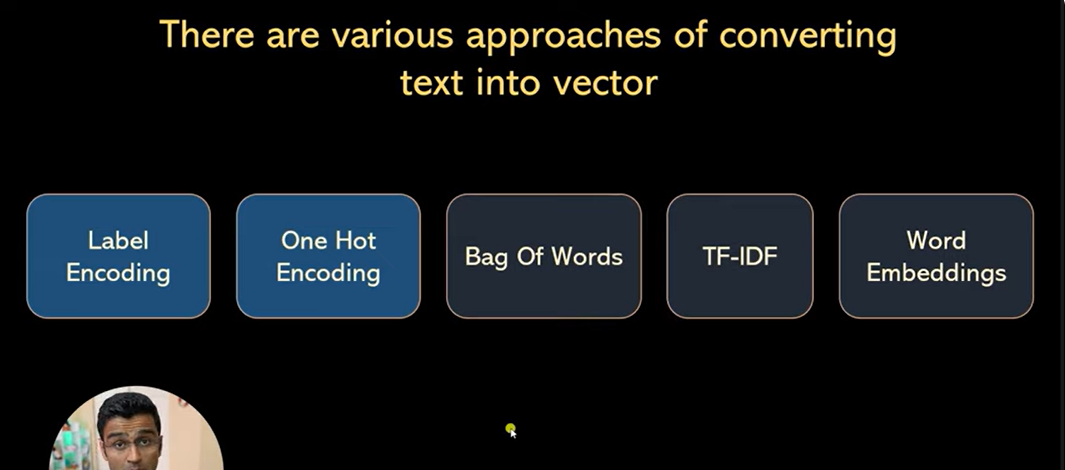 There are various approaches of converting
text into vector
Label
Encoding
One Hot
Encoding
Bag Of Words
TF-IDF
Word
Embeddings